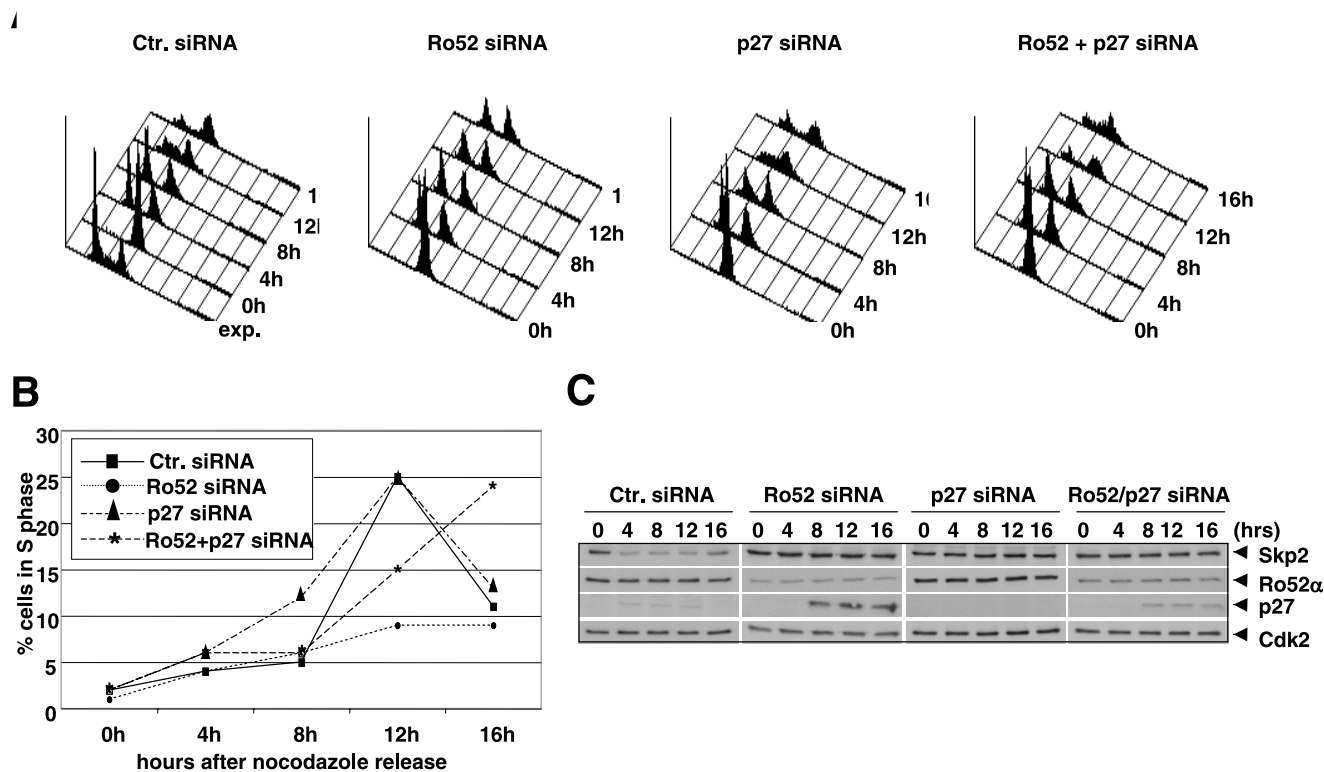 Ctr. siRNA
Ro52 siRNA
p27 siRNA
Ro52 + p27 siRNA
1
12
8h
4h
0h
exp.
1
12h
8h
4h
0h
1
12h
8h
4h
0h
16h
12h
8h
4h
0h
B
30
25
20
15
10
5
0
% cells in S phase
Ctr. siRNA
Ro52 siRNA
p27 siRNA
Ro52+p27 siRNA
0h 4h 8h 12h 16h
hours after nocodazole release
C
Ctr. siRNA Ro52 siRNA p27 siRNA Ro52/p27 siRNA
0 4 8 12 16 0 4 8 12 16 0 4 8 12 16 0 4 8 12 16 (hrs)
Skp2
Ro52α
p27
Cdk2